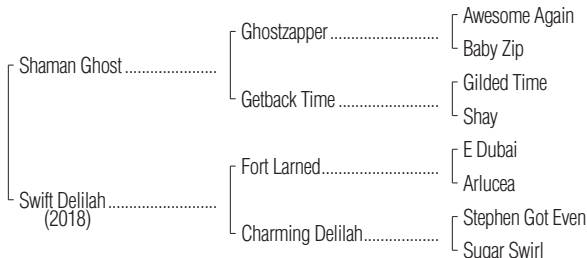 Awesome Again
Ghostzapper ......................
Baby Zip
Shaman Ghost ......................
Gilded Time
Getback Time ......................
Shay
E Dubai
Fort Larned......................
Arlucea
Swift Delilah ......................
(2018)
Stephen Got Even
Charming Delilah......................
Sugar Swirl